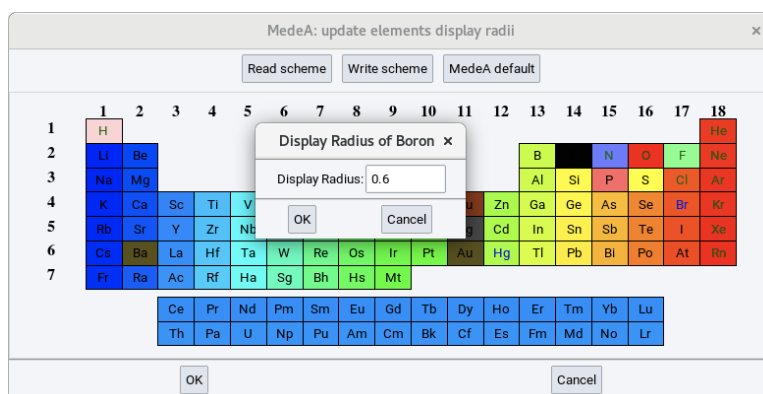 MedeA: update elements display radii ×
Read scheme Write scheme MedeA default
1 2 3 4 5 6 7 8 9 10 11 12 13 14 15 16 17 18
1 H He
Display Radius of Boron ×
2 Li Be B N O F Ne
3 Na Mg Al Si P S Cl Ar
Display Radius: 0.6
4 K Ca Sc Ti V Zn Ga Ge As Se Br Kr
OK Cancel
5 Rb Sr Y Zr Nb Cd In Sn Sb Te I Xe
6 Cs Ba La Hf Ta W Re Os Ir Pt Au Hg Tl Pb Bi Po At Rn
7 Fr Ra Ac Rf Ha Sg Bh Hs Mt
Ce Pr Nd Pm Sm Eu Gd Tb Dy Ho Er Tm Yb Lu
Th Pa U Np Pu Am Cm Bk Cf Es Fm Md No Lr
OK Cancel